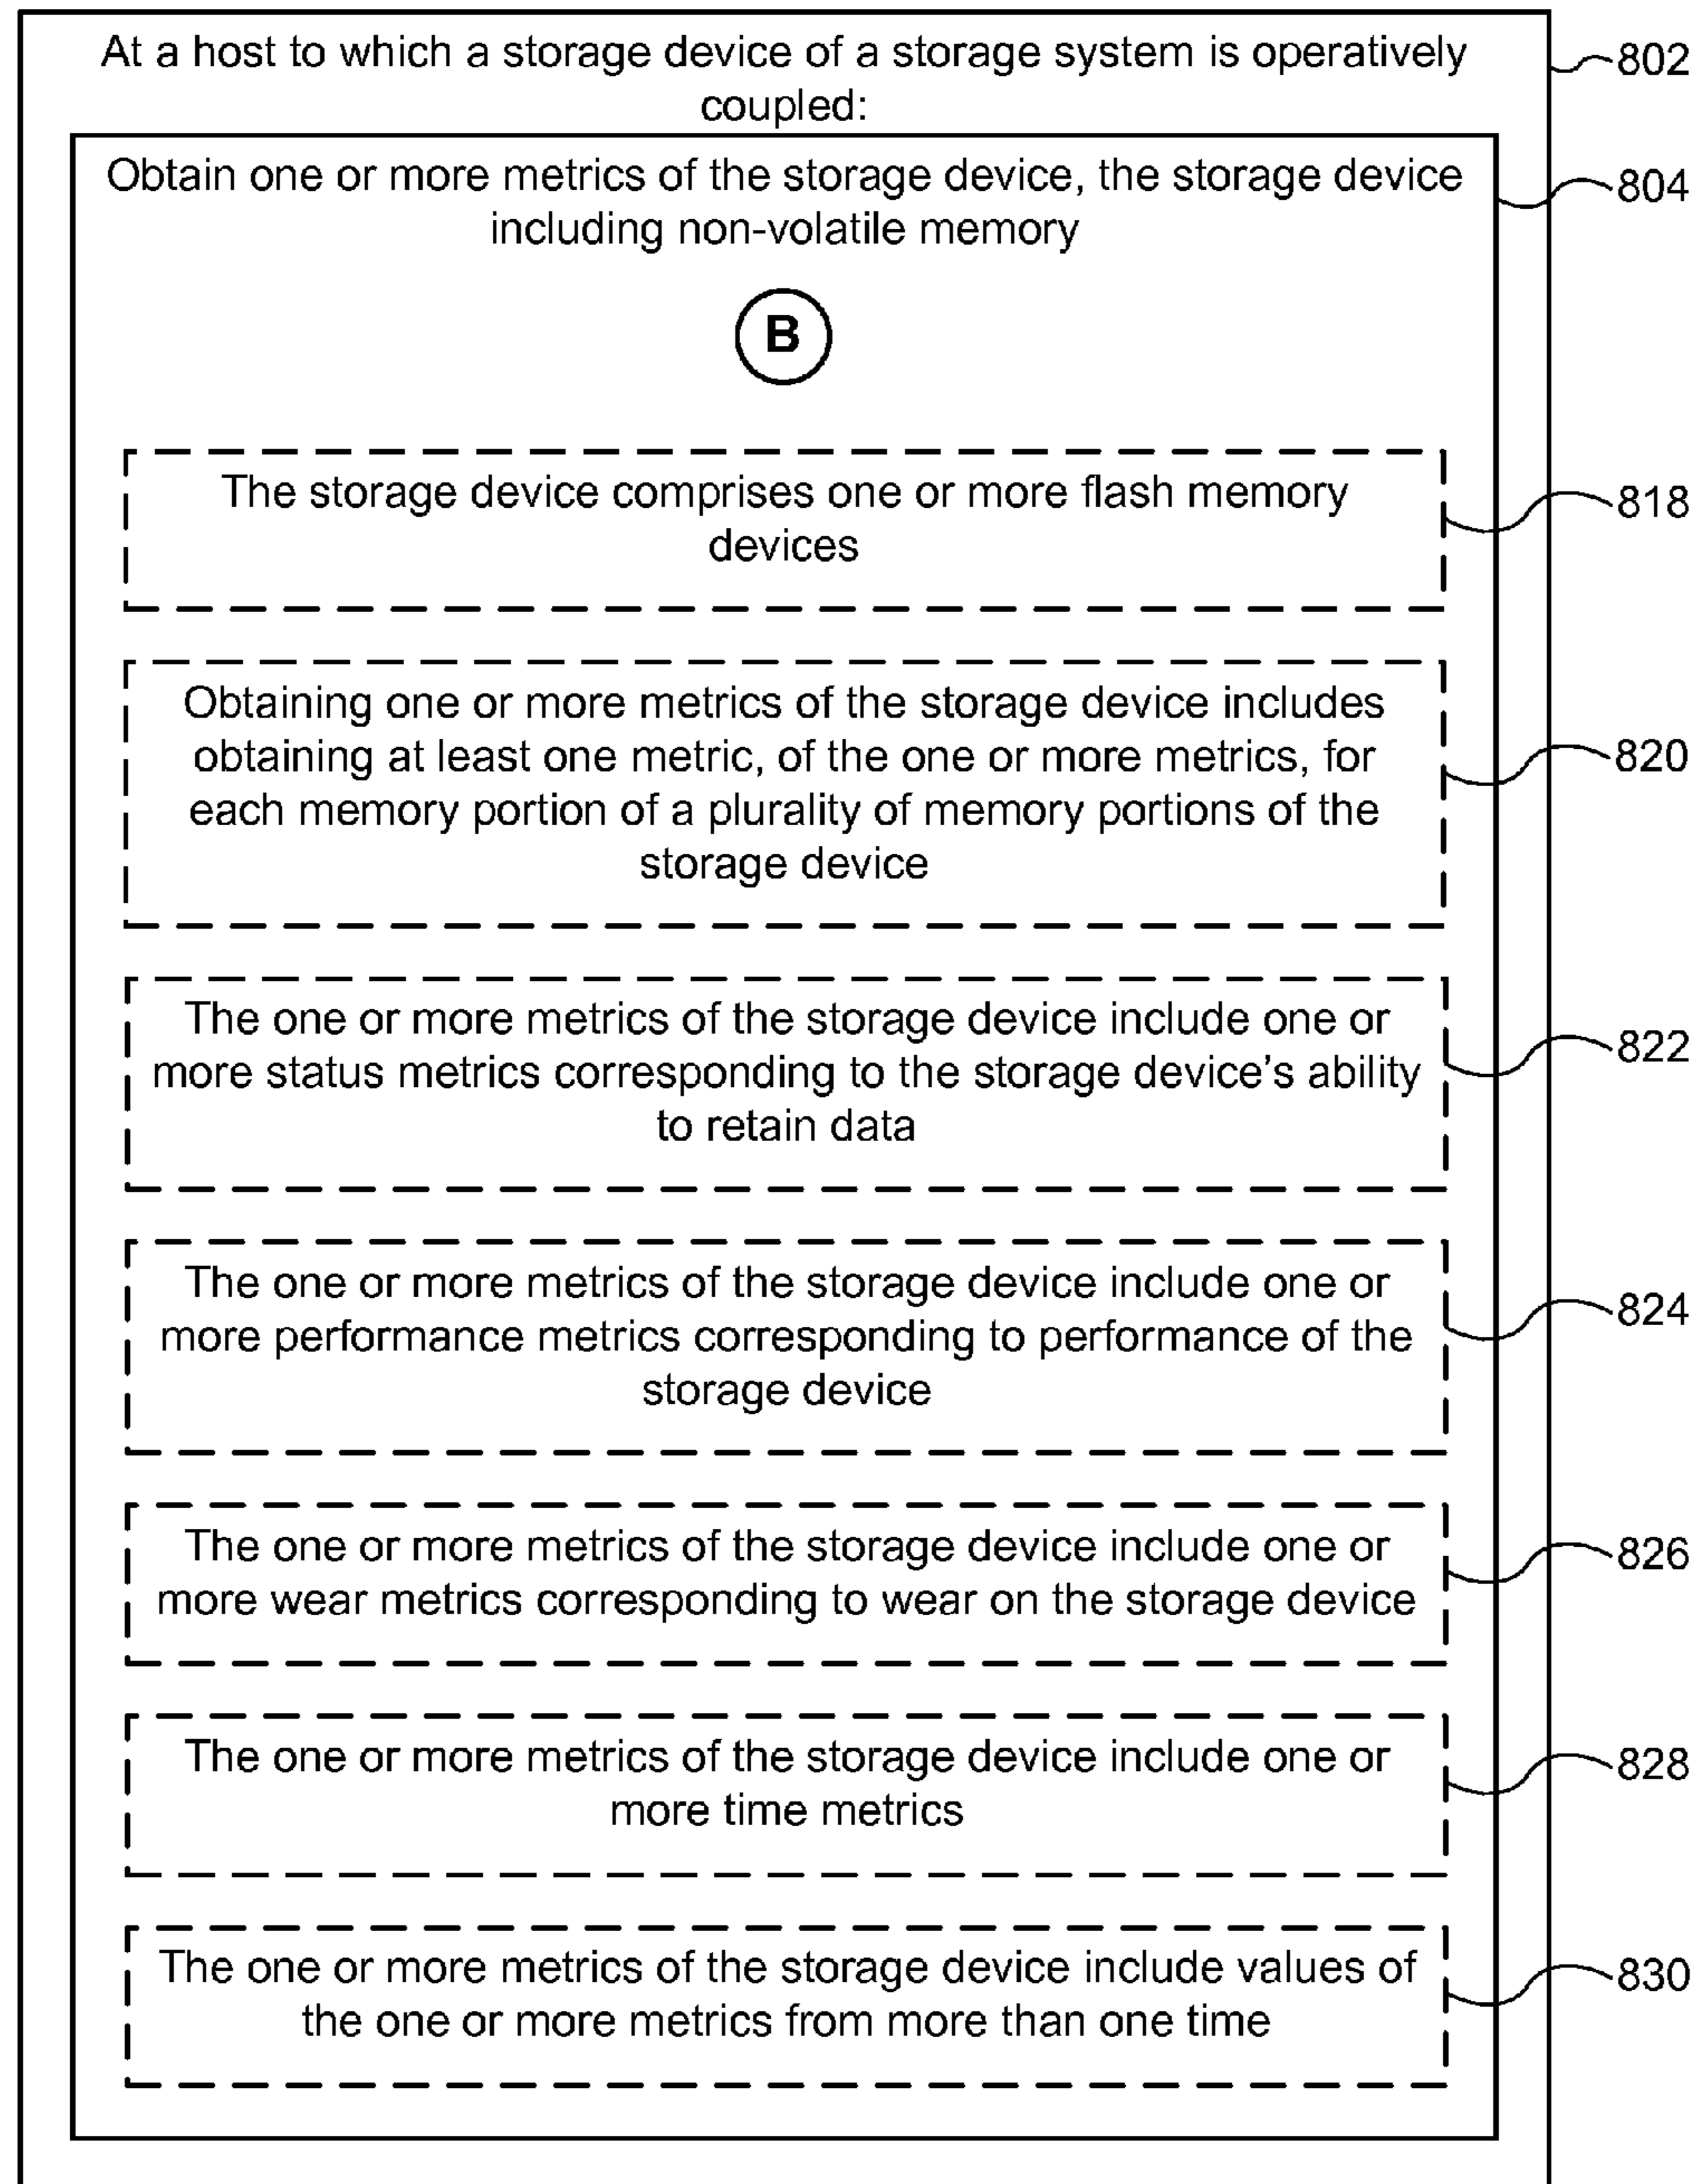 At a host to which a storage device of a storage system is operatively
coupled:
802
Obtain one or more metrics of the storage device, the storage device
including non-volatile memory
804
B
The storage device comprises one or more flash memory
devices
818
Obtaining one or more metrics of the storage device includes
obtaining at least one metric, of the one or more metrics, for
each memory portion of a plurality of memory portions of the
storage device
820
The one or more metrics of the storage device include one or
more status metrics corresponding to the storage device’s ability
to retain data
822
The one or more metrics of the storage device include one or
more performance metrics corresponding to performance of the
storage device
824
The one or more metrics of the storage device include one or
more wear metrics corresponding to wear on the storage device
826
The one or more metrics of the storage device include one or
more time metrics
828
The one or more metrics of the storage device include values of
the one or more metrics from more than one time
830